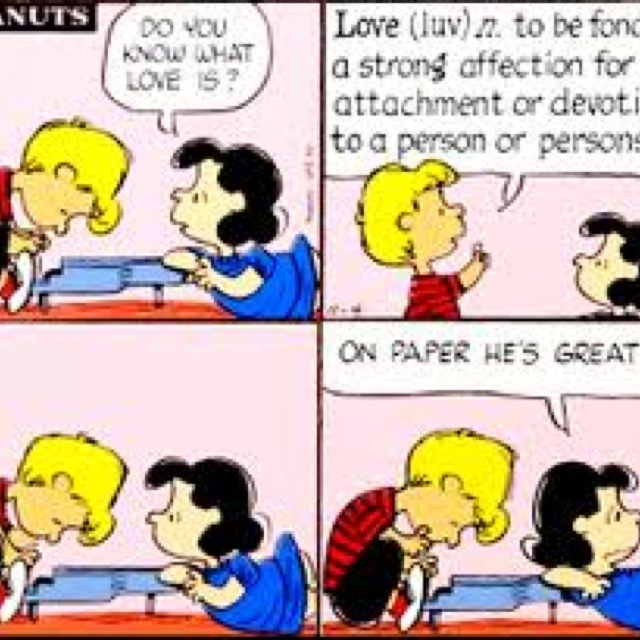 ANUTS
DO YOU
KNOW WHAT
LOVE IS?
Love (luv) n. to be fond
a strong affection for
attachment or devoti
to a person or persons
ON PAPER HE'S GREAT